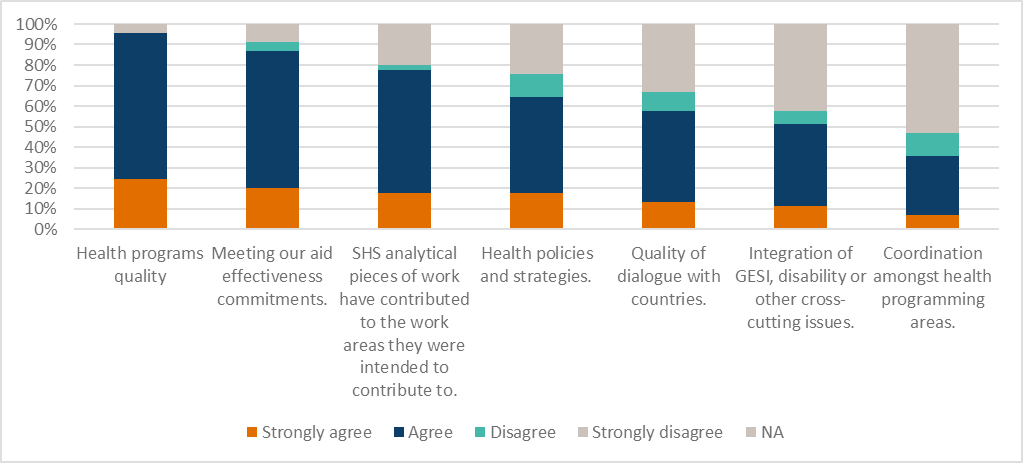 100%
90%
80%
70%
60%
50%
40%
30%
20%
10%
0%
Health programs
quality
Meeting our aid
effectiveness
commitments.
SHS analytical
pieces of work
have contributed
to the work
areas they were
intended to
contribute to.
Health policies
and strategies.
Quality of
dialogue with
countries.
Integration of
GESI, disability or
other cross-
cutting issues.
Coordination
amongst health
programming
areas.
Strongly agree
Agree
Disagree
Strongly disagree
NA